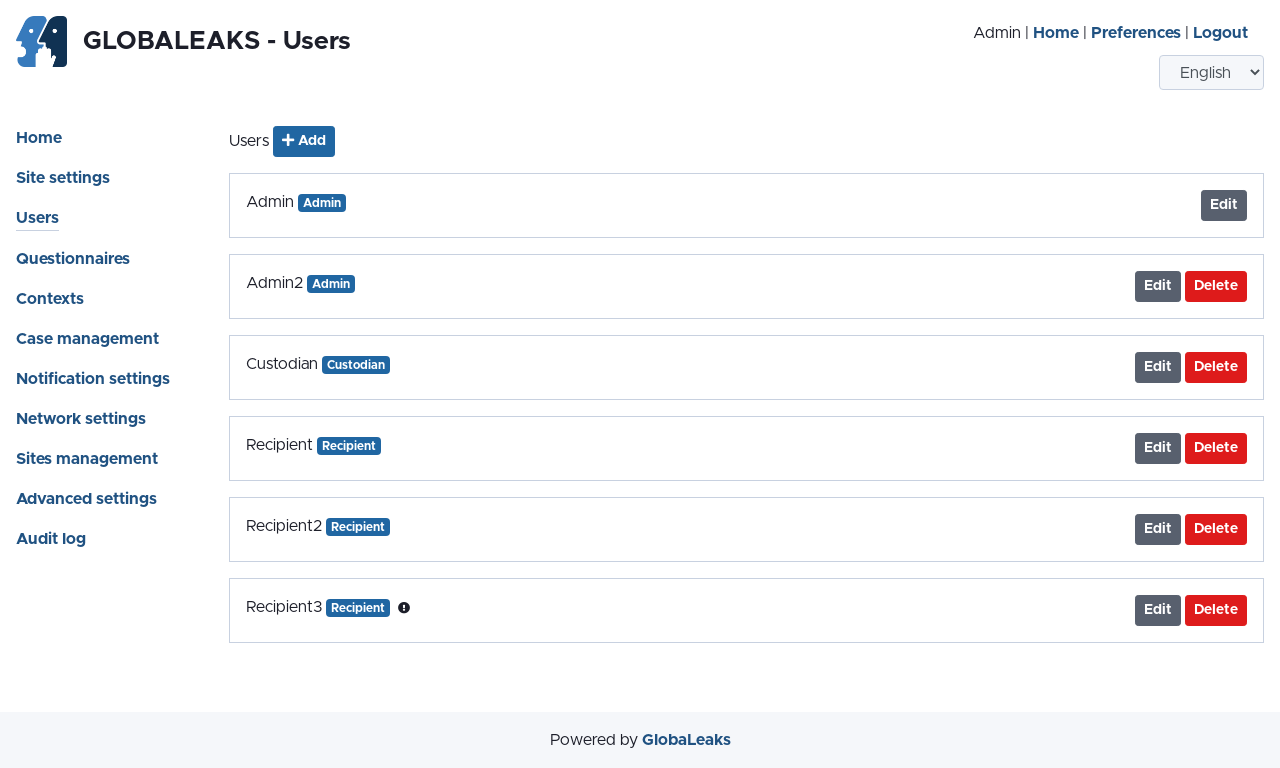 GLOBALEAKS - Users
Admin | Home | Preferences | Logout
English
Home
Site settings
Users
Questionnaires
Contexts
Case management
Notification settings
Network settings
Sites management
Advanced settings
Audit log
Users Add
Admin Admin Edit
Admin2 Admin Edit Delete
Custodian Custodian Edit Delete
Recipient Recipient Edit Delete
Recipient2 Recipient Edit Delete
Recipient3 Recipient Edit Delete
Powered by GlobaLeaks